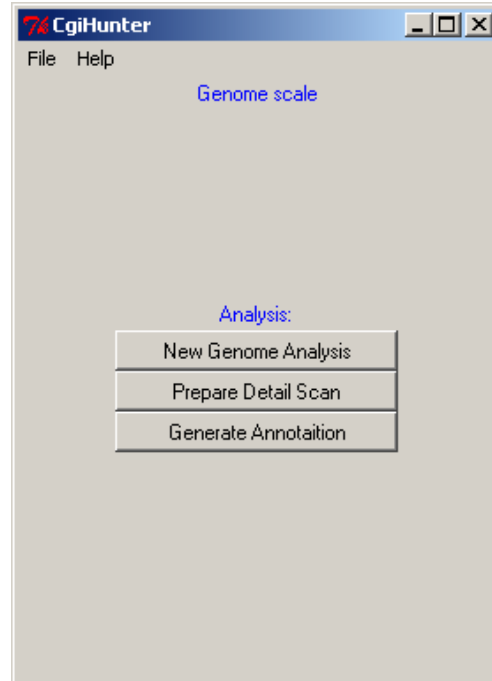 CgiHunter
File Help
Genome scale
Analysis:
New Genome Analysis
Prepare Detail Scan
Generate Annotaition